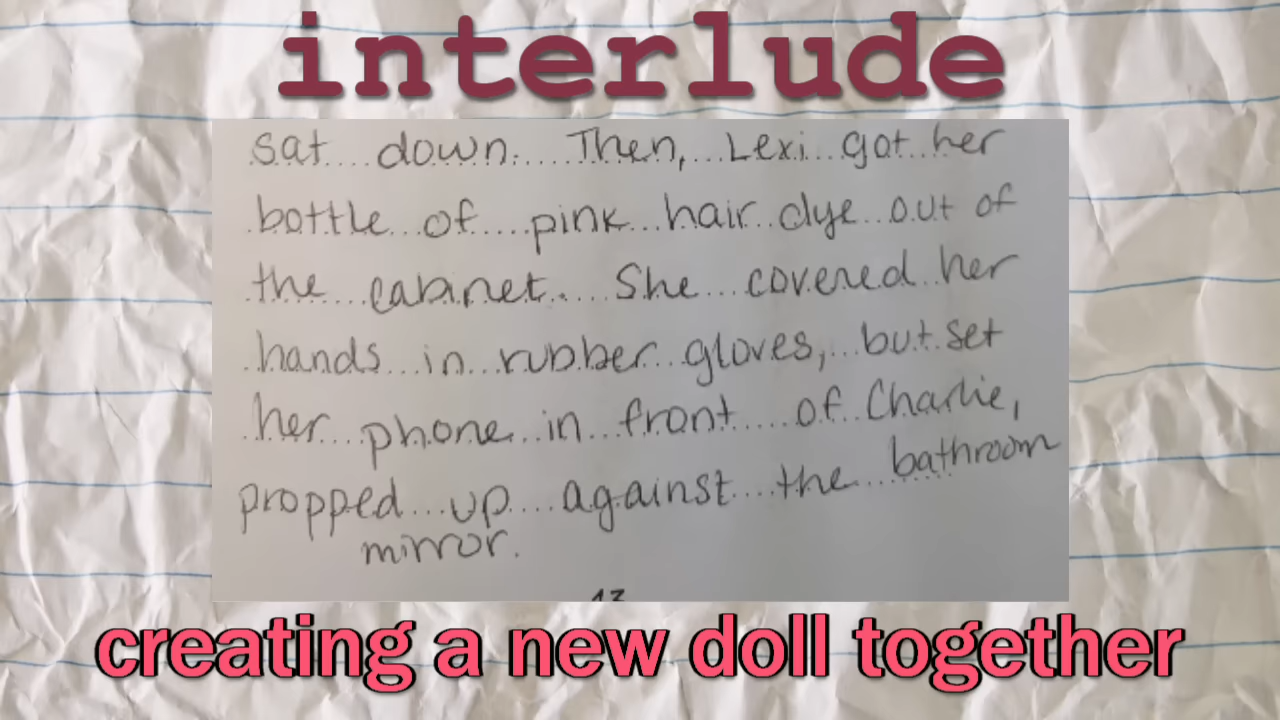 interlude
sat down. Then, Lexi got her
bottle of pink hair dye out of
the cabinet. She covered her
hands in rubber gloves, but set
her phone in front of Charlie,
propped up against the bathroom
mirror.
creating a new doll together